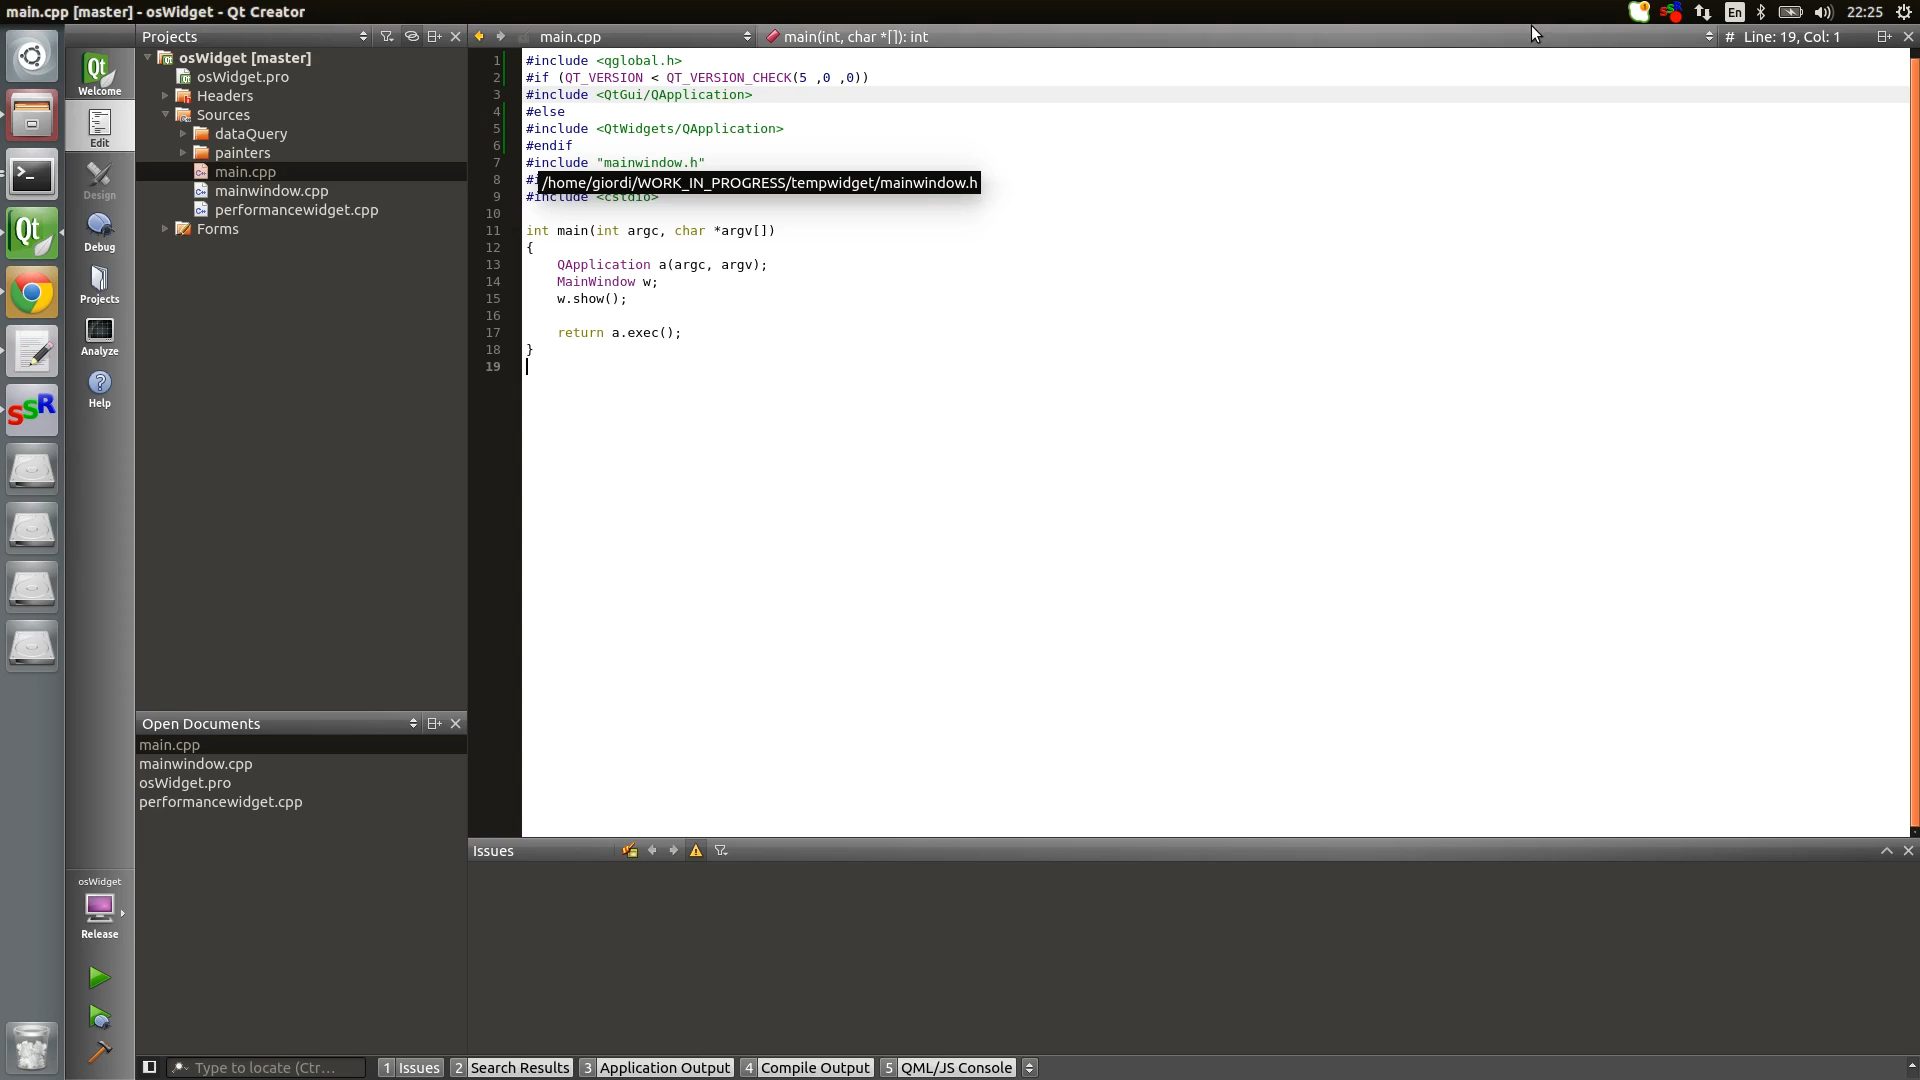 main.cpp [master] - osWidget - Qt Creator
En
22:25
Projects
main.cpp
main(int, char *[]): int
# Line: 19, Col: 1
Welcome
Edit
Design
Debug
Projects
Analyze
Help
osWidget [master]
osWidget.pro
Headers
Sources
dataQuery
painters
main.cpp
mainwindow.cpp
performancewidget.cpp
Forms
1 #include <qglobal.h>
2 #if (QT_VERSION < QT_VERSION_CHECK(5 ,0 ,0))
3 #include <QtGui/QApplication>
4 #else
5 #include <QtWidgets/QApplication>
6 #endif
7 #include "mainwindow.h"
8
/home/giordi/WORK_IN_PROGRESS/tempwidget/mainwindow.h
9 #include <cstdio>
10
11 int main(int argc, char *argv[])
12 {
13 QApplication a(argc, argv);
14 MainWindow w;
15 w.show();
16
17 return a.exec();
18 }
19
Qt
SSR
Open Documents
main.cpp
mainwindow.cpp
osWidget.pro
performancewidget.cpp
osWidget
Release
Issues
Type to locate (Ctr...
1 Issues
2 Search Results
3 Application Output
4 Compile Output
5 QML/JS Console